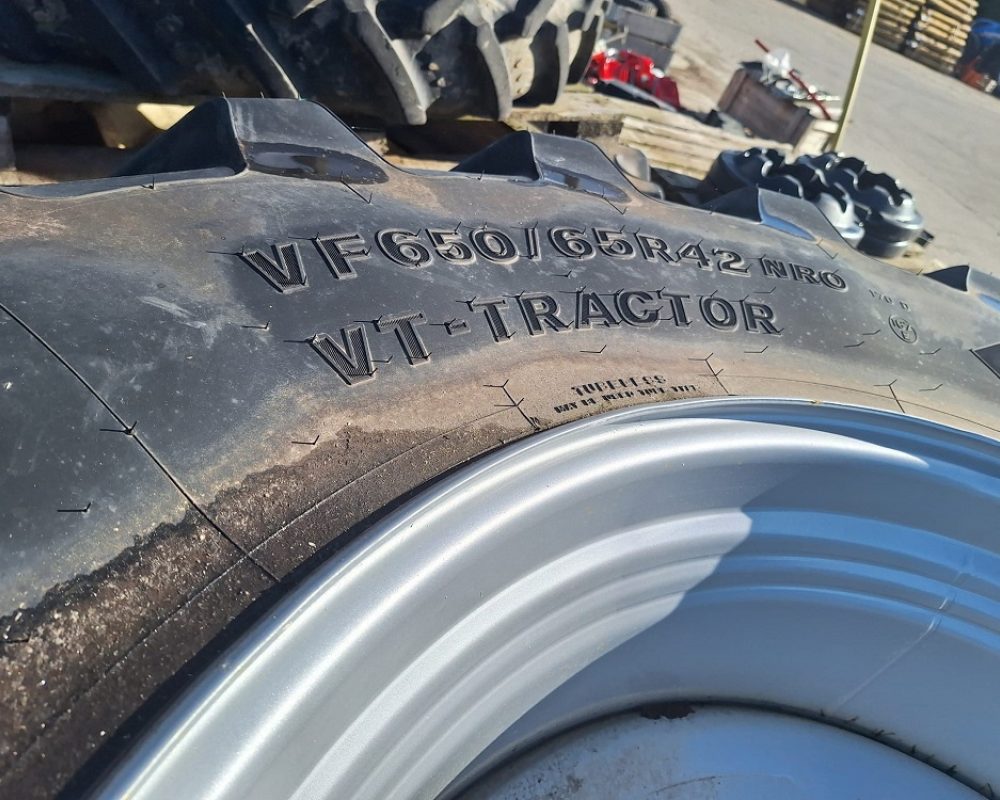 VF650/65R42 NRO
VT-TRACTOR
TUBELESS